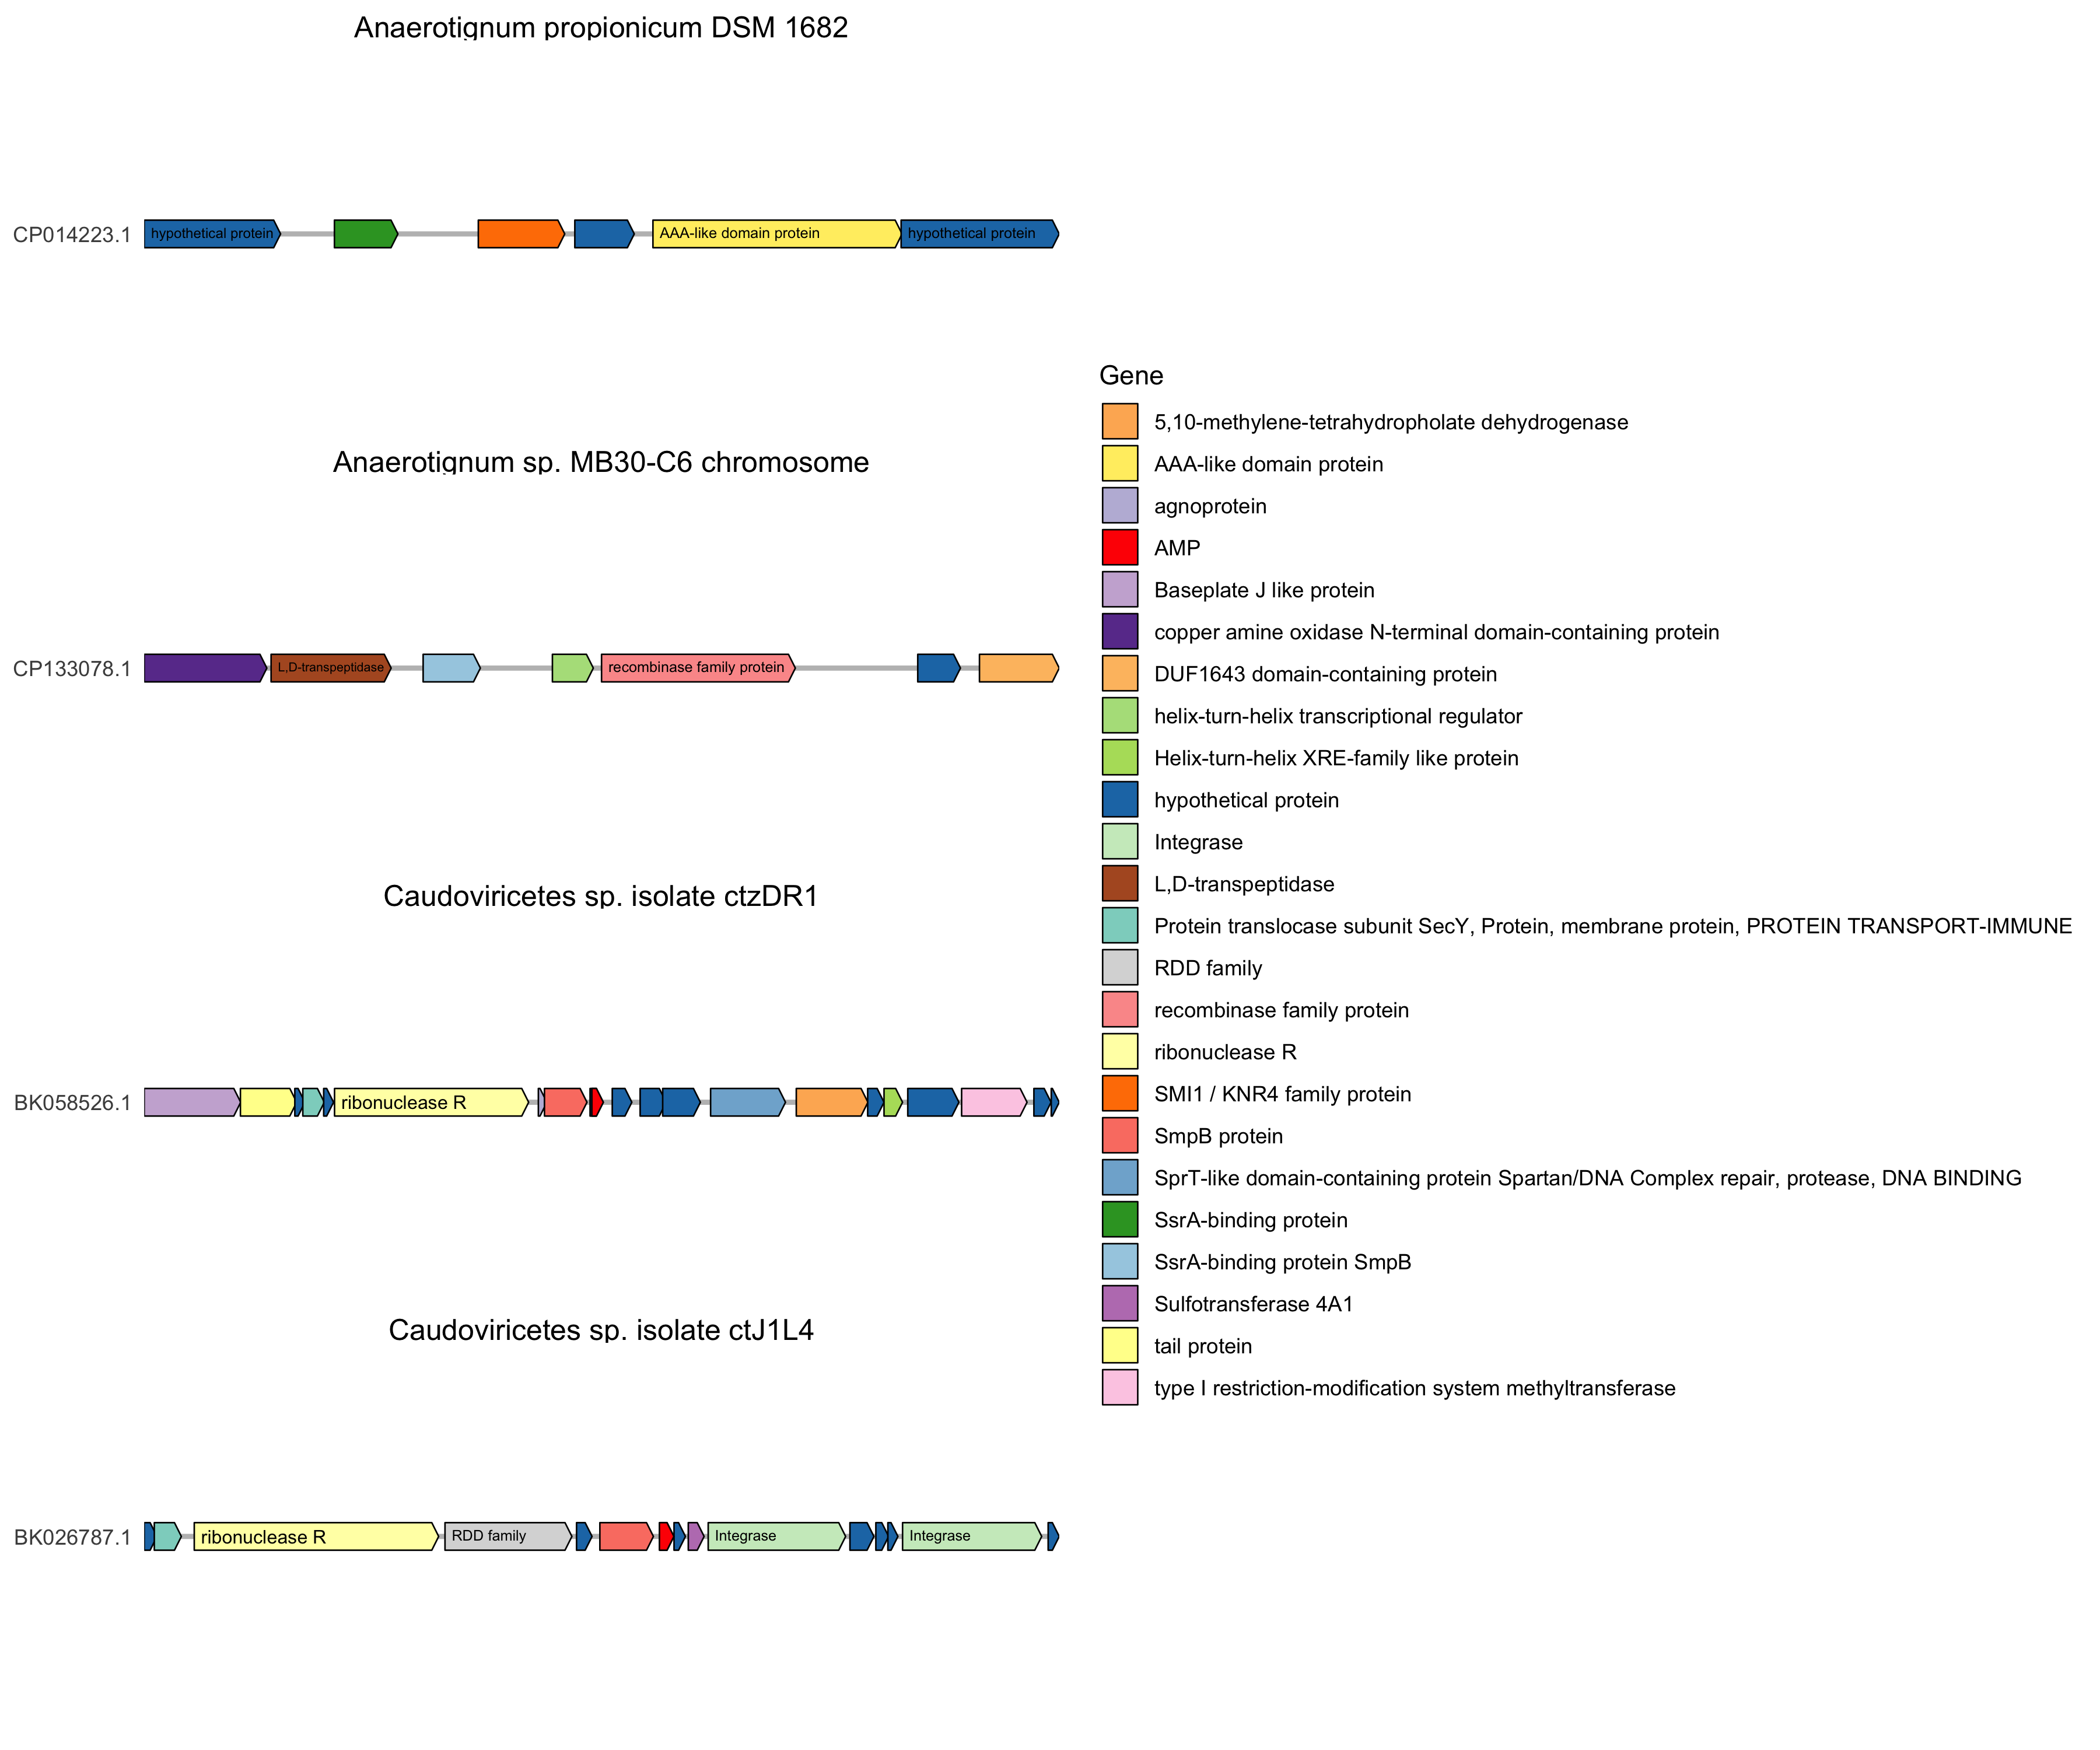 Anaerotignum propionicum DSM 1682
CP014223.1
hypothetical protein
AAA-like domain protein
hypothetical protein
Anaerotignum sp. MB30-C6 chromosome
CP133078.1
L,D-transpeptidase
recombinase family protein
Caudoviricetes sp. isolate ctzDR1
BK058526.1
ribonuclease R
Caudoviricetes sp. isolate ctJ1L4
BK026787.1
ribonuclease R
RDD family
Integrase
Integrase
Gene
5,10-methylene-tetrahydropholate dehydrogenase
AAA-like domain protein
agnoprotein
AMP
Baseplate J like protein
copper amine oxidase N-terminal domain-containing protein
DUF1643 domain-containing protein
helix-turn-helix transcriptional regulator
Helix-turn-helix XRE-family like protein
hypothetical protein
Integrase
L,D-transpeptidase
Protein translocase subunit SecY, Protein, membrane protein, PROTEIN TRANSPORT-IMMUNE
RDD family
recombinase family protein
ribonuclease R
SMI1 / KNR4 family protein
SmpB protein
SprT-like domain-containing protein Spartan/DNA Complex repair, protease, DNA BINDING
SsrA-binding protein
SsrA-binding protein SmpB
Sulfotransferase 4A1
tail protein
type I restriction-modification system methyltransferase